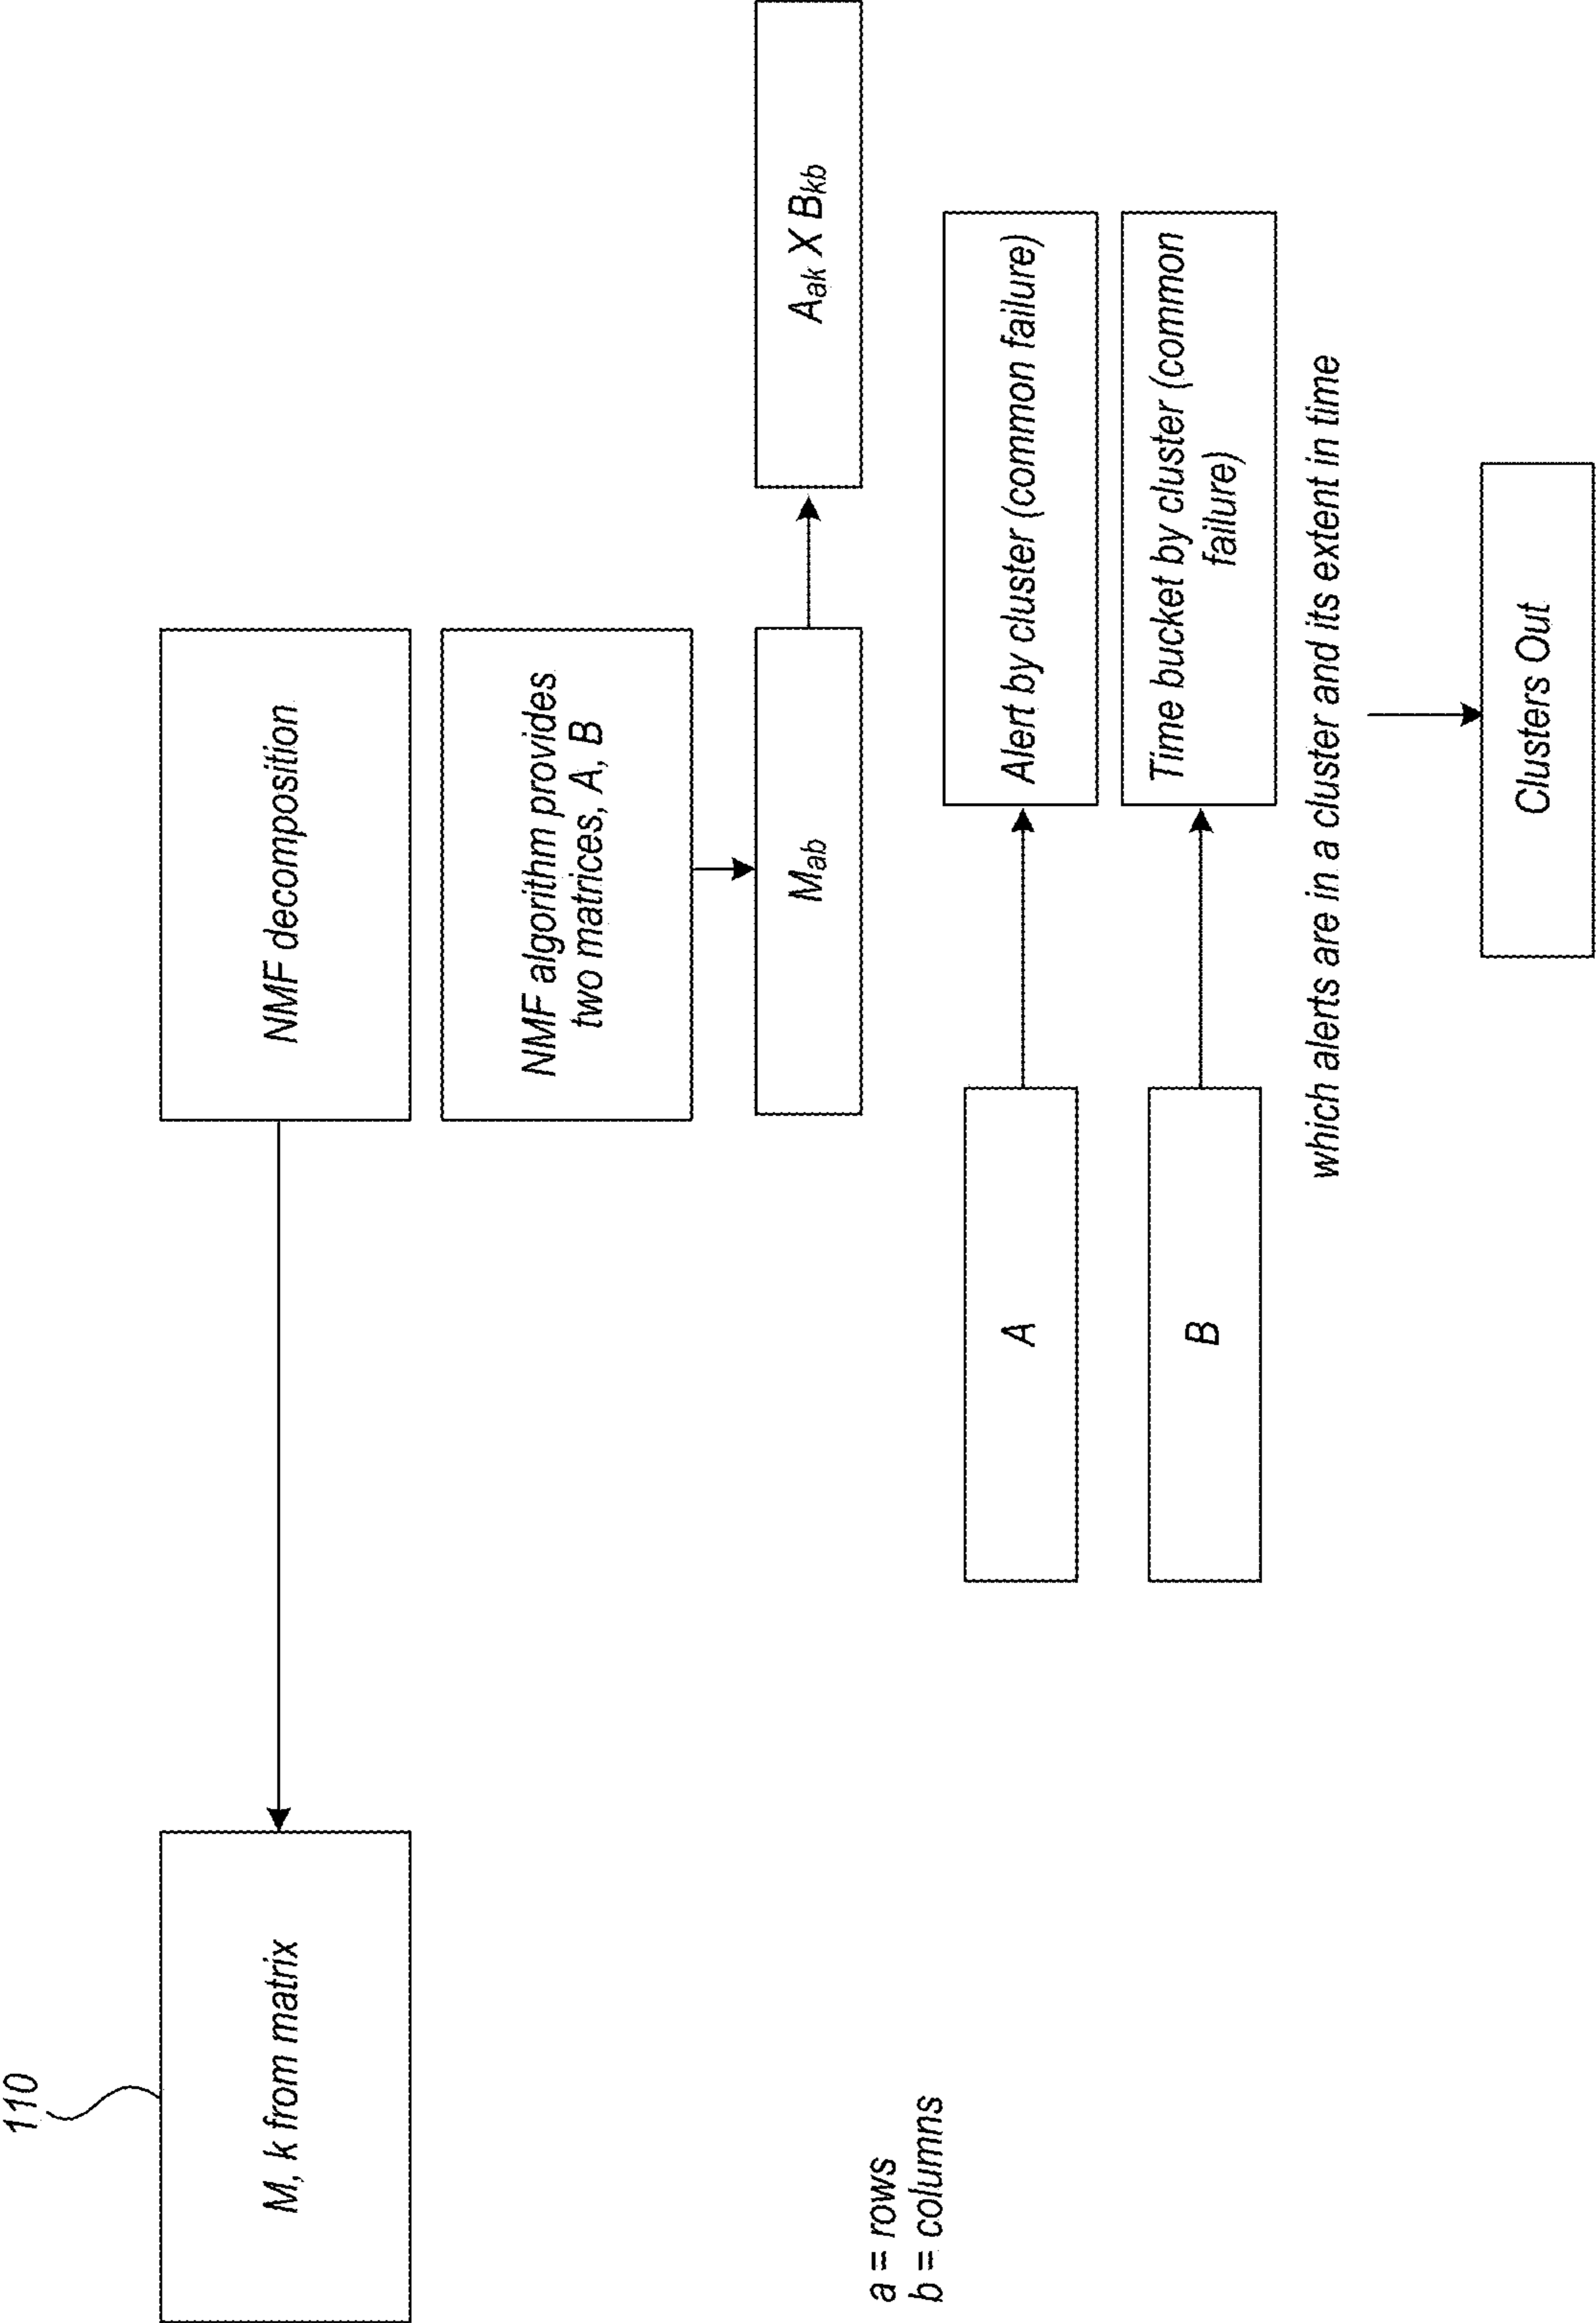 110
M, k from matrix
NMF decomposition
NMF algorithm provides
two matrices, A, B
a = rows
b = columns
Mab
Aak X Bkb
A
Alert by cluster (common failure)
B
Time bucket by cluster (common
failure)
which alerts are in a cluster and its extent in time
Clusters Out